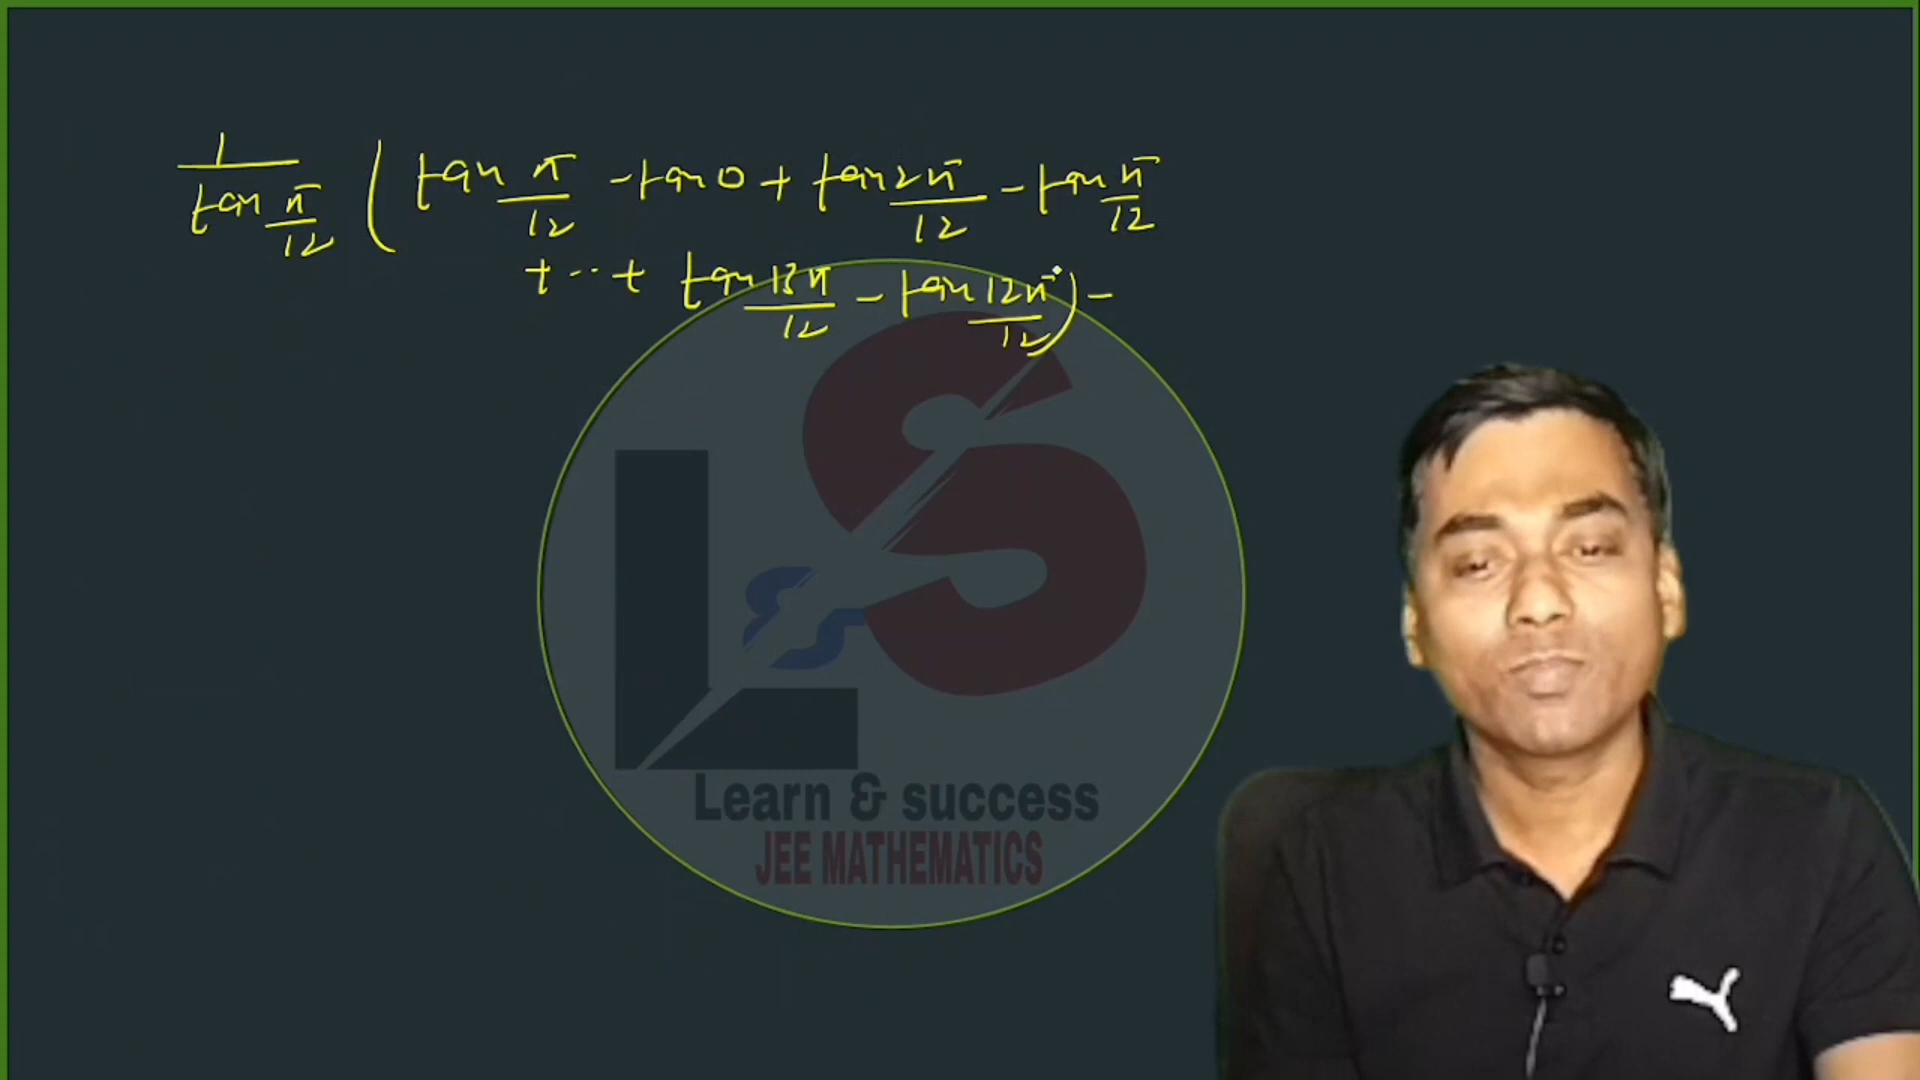 1/tan π/12 ( tan π/12 - tan 0 + tan 2π/12 - tan π/12
+ ·· + tan 13π/12 - tan 12π/12 ) -
L S
&
Learn & success
JEE MATHEMATICS